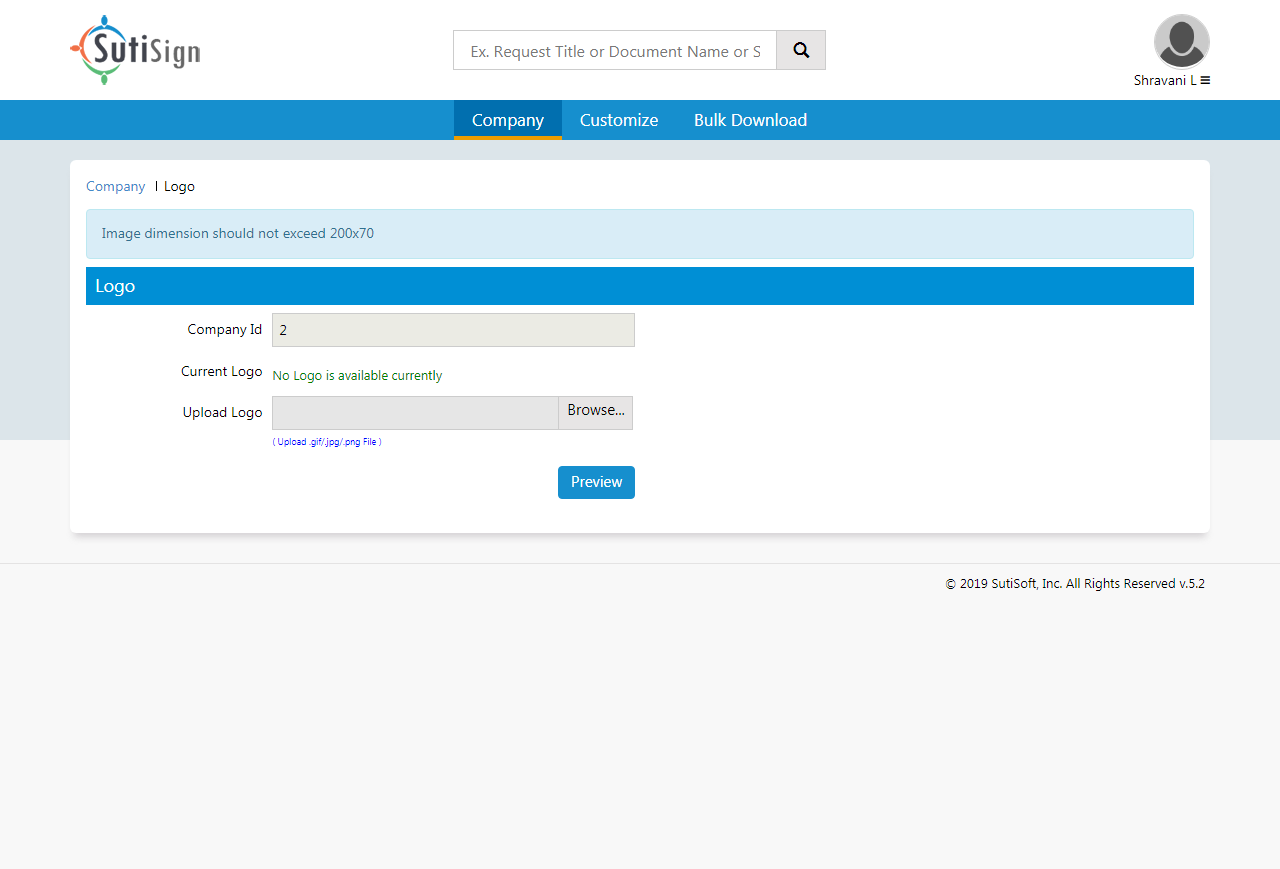 SutiSign
Ex. Request Title or Document Name or S
Shravani L
Company Customize Bulk Download
Company | Logo
Image dimension should not exceed 200x70
Logo
Company Id 2
Current Logo No Logo is available currently
Upload Logo Browse...
( Upload .gif/.jpg/.png File )
Preview
© 2019 SutiSoft, Inc. All Rights Reserved v.5.2